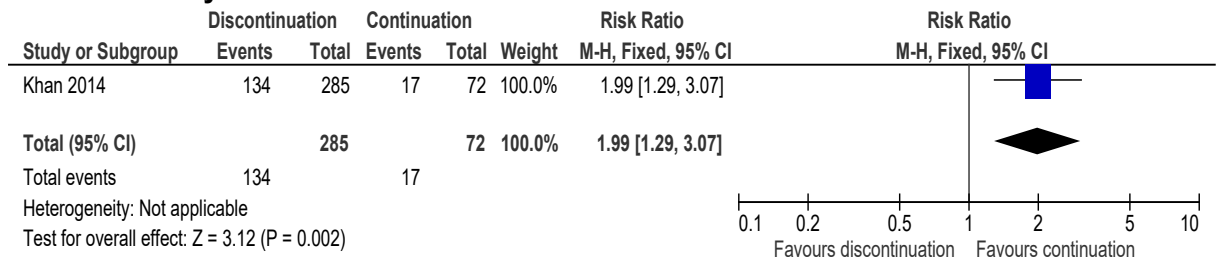 Discontinuation Continuation Risk Ratio Risk Ratio
Study or Subgroup Events Total Events Total Weight M-H, Fixed, 95% CI M-H, Fixed, 95% CI
Khan 2014 134 285 17 72 100.0% 1.99 [1.29, 3.07]
Total (95% CI) 285 72 100.0% 1.99 [1.29, 3.07]
Total events 134 17
Heterogeneity: Not applicable
Test for overall effect: Z = 3.12 (P = 0.002)
0.1 0.2 0.5 1 2 5 10
Favours discontinuation Favours continuation